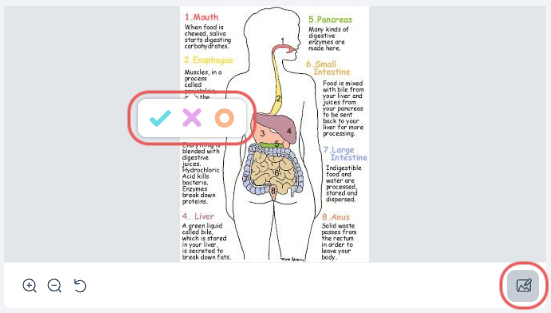 1.Mouth
When food is
chewed, saliva
starts digesting
carbohydrates.
2.Esophagus
Muscles, in a
process
called
the
Everything is
blended with
digestive
juices.
Hydrochloric
Acid kills
bacteria.
Enzymes
break down
proteins.
4. Liver
A green liquid
called bile,
which is stored
in your liver,
is secreted to
break down fats.
1
2
3
4
5
6
8
5.Pancreas
Many kinds of
digestive
enzymes are
made here.
6.Small
Intestine
Food is mixed
with bile from
your liver and
juices from
your pancreas
to be sent
back to your
liver for more
processing.
7.Large
Intestine
Indigestible
food and
water are
processed,
stored and
dispersed.
8.Anus
Solid waste
passes from
the rectum
in order to
leave your
body.